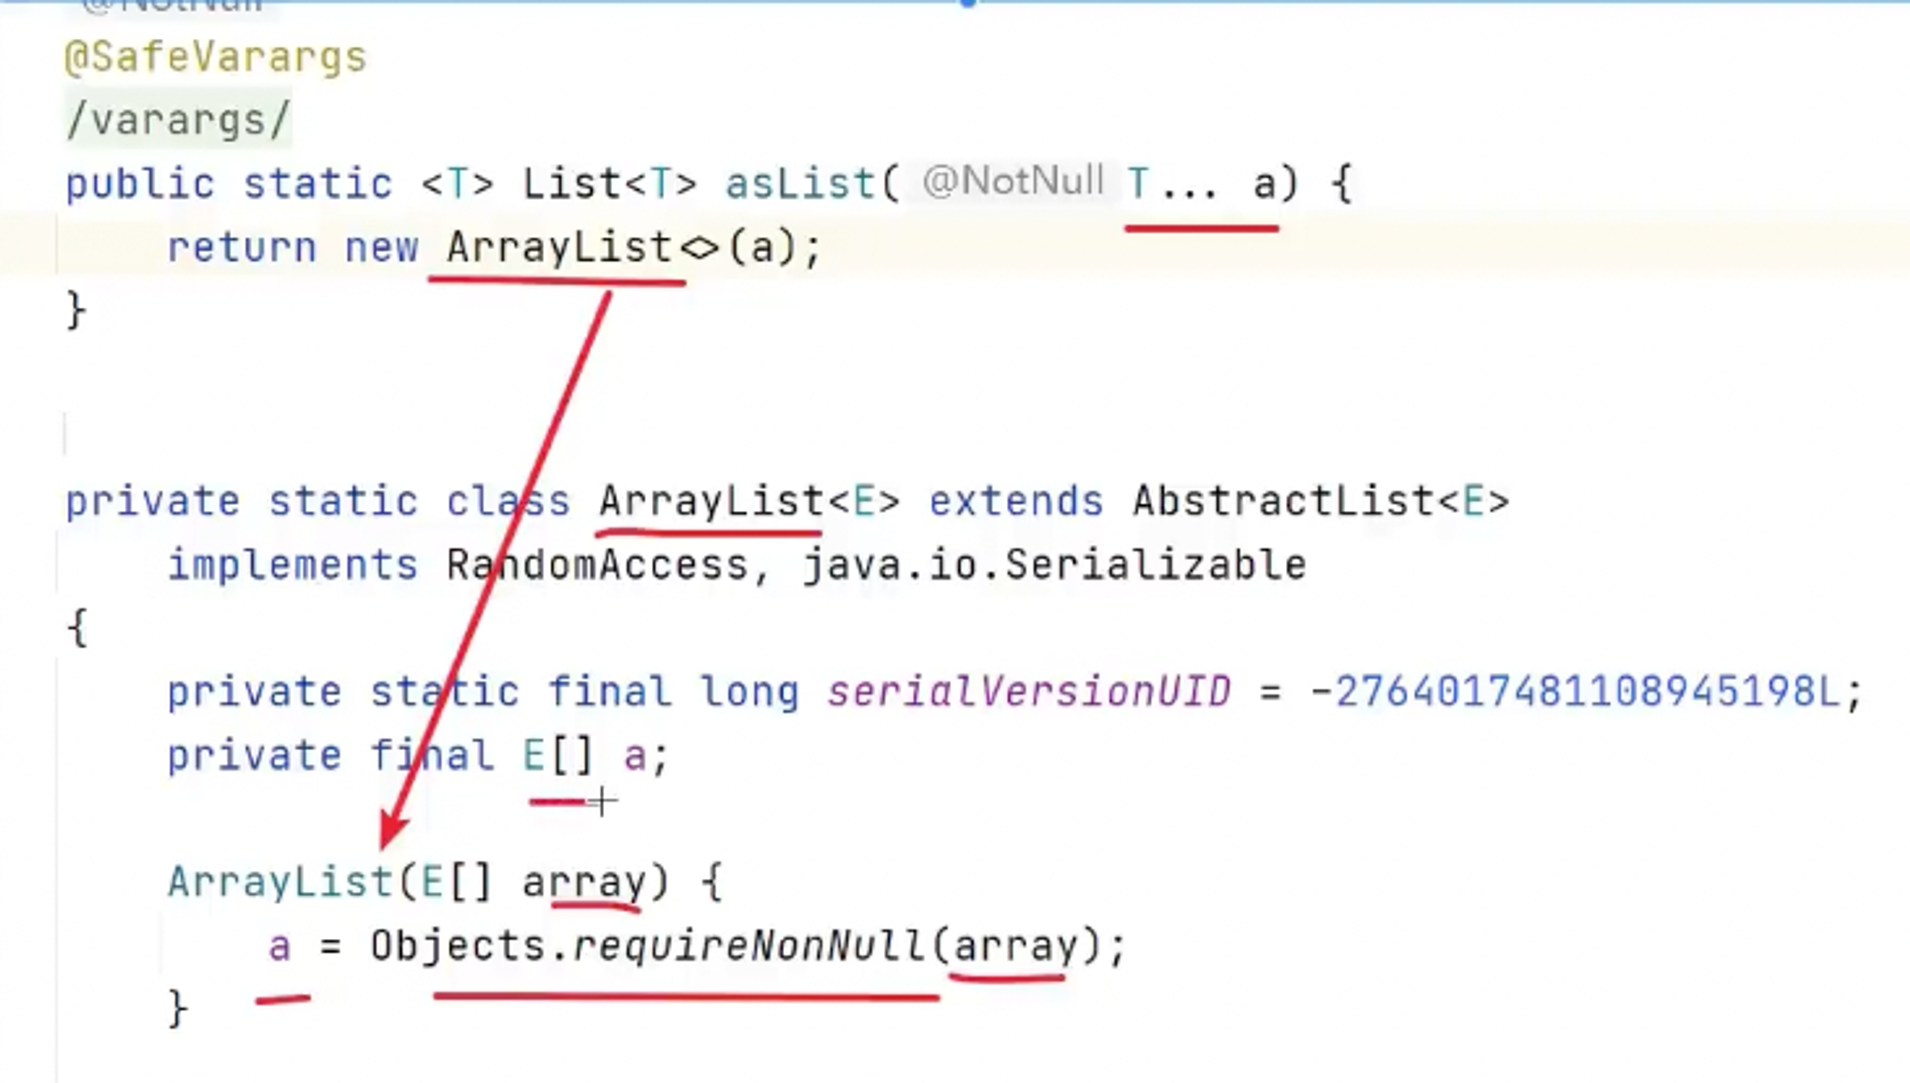 @NotNull
@SafeVarargs
/varargs/
public static <T> List<T> asList( @NotNull T... a) {
return new ArrayList<>(a);
}
private static class ArrayList<E> extends AbstractList<E>
implements RandomAccess, java.io.Serializable
{
private static final long serialVersionUID = -2764017481108945198L;
private final E[] a;
ArrayList(E[] array) {
a = Objects.requireNonNull(array);
}